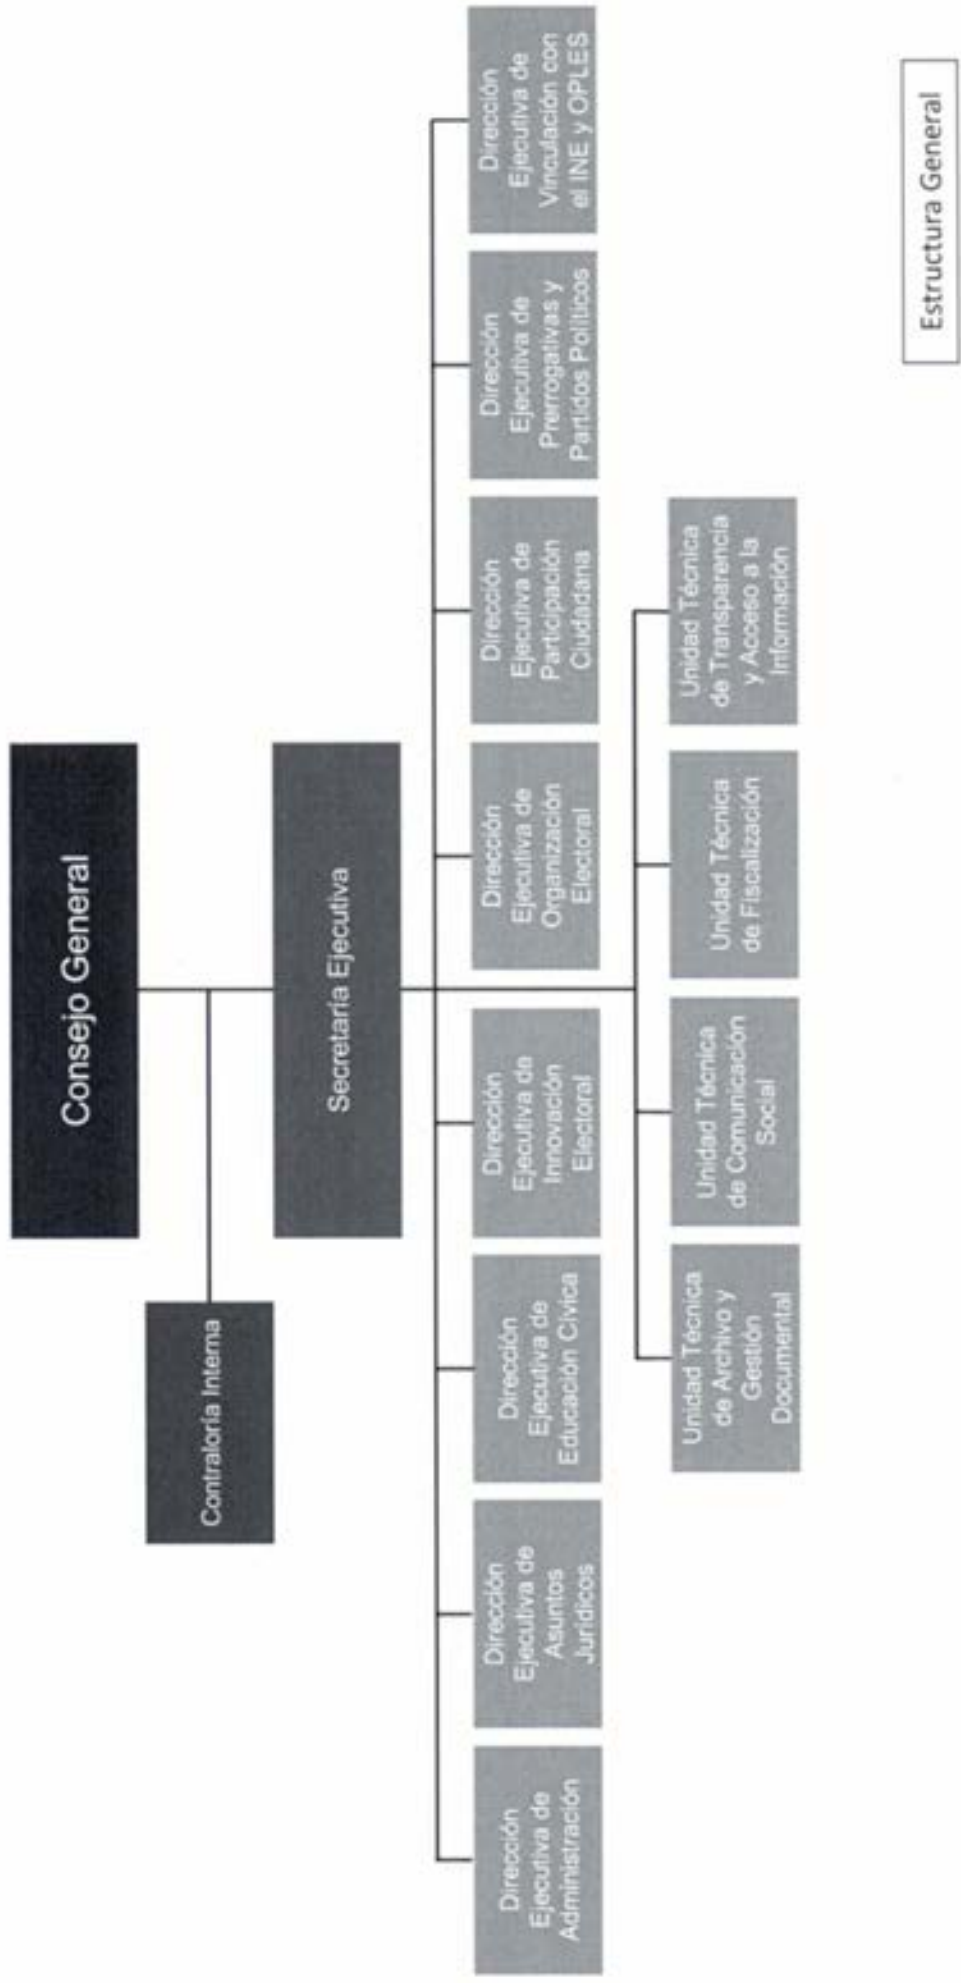 Consejo General
Contraloría Interna
Secretaría Ejecutiva
Dirección
Ejecutiva de
Administración
Dirección
Ejecutiva de
Asuntos
Jurídicos
Dirección
Ejecutiva de
Educación Cívica
Dirección
Ejecutiva de
Innovación
Electoral
Dirección
Ejecutiva de
Organización
Electoral
Dirección
Ejecutiva de
Participación
Ciudadana
Dirección
Ejecutiva de
Prerrogativas y
Partidos Políticos
Dirección
Ejecutiva de
Vinculación con
el INE y OPLES
Unidad Técnica
de Archivo y
Gestión
Documental
Unidad Técnica
de Comunicación
Social
Unidad Técnica
de Fiscalización
Unidad Técnica
de Transparencia
y Acceso a la
Información
Estructura General